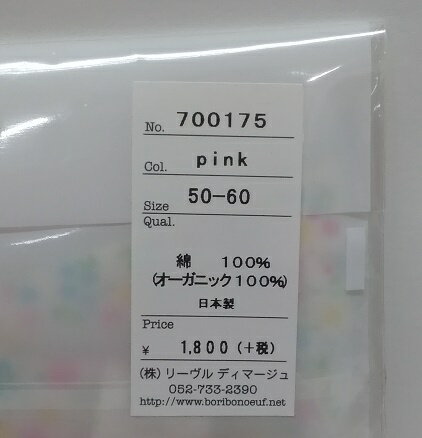 No. 700175
Col. pink
Size 50-60
Qual.
綿 100%
(オーガニック100%)
日本製
Price
¥ 1,800 (+税)
(株) リーヴル ディマージュ
052-733-2390
http://www.boribonoeuf.net